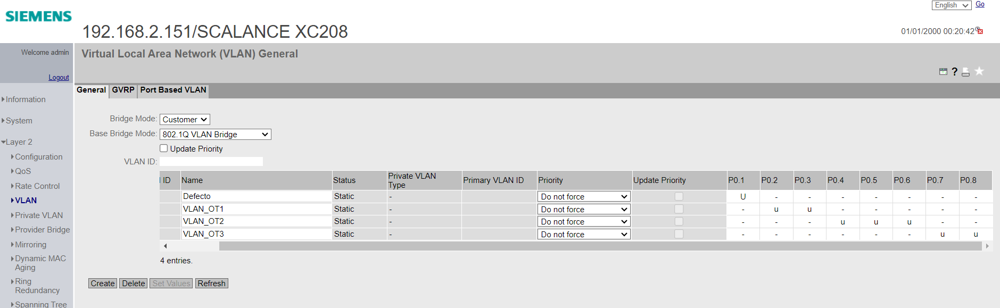 English Go
SIEMENS
192.168.2.151/SCALANCE XC208
01/01/2000 00:20:42
Welcome admin
Logout
Virtual Local Area Network (VLAN) General
?
General GVRP Port Based VLAN
Information
System
Layer 2
Configuration
QoS
Rate Control
VLAN
Private VLAN
Provider Bridge
Mirroring
Dynamic MAC
Aging
Ring
Redundancy
Spanning Tree
Bridge Mode: Customer
Base Bridge Mode: 802.1Q VLAN Bridge
Update Priority
VLAN ID:
ID Name Status Private VLAN Type Primary VLAN ID Priority Update Priority P0.1 P0.2 P0.3 P0.4 P0.5 P0.6 P0.7 P0.8
Defecto Static - Do not force U - - - - - - -
VLAN_OT1 Static - Do not force - u u - - - - -
VLAN_OT2 Static - Do not force - - - u u u - -
VLAN_OT3 Static - Do not force - - - - - - u u
4 entries.
Create Delete Set Values Refresh